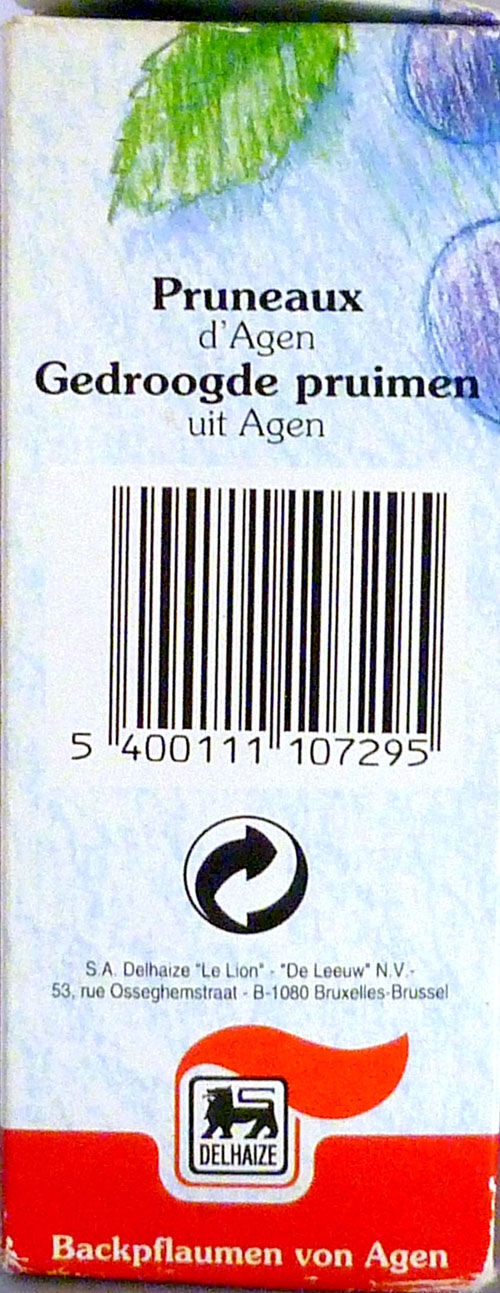 Pruneaux
d'Agen
Gedroogde pruimen
uit Agen
5 400111 107295
S.A. Delhaize "Le Lion" - "De Leeuw" N.V.-
53, rue Osseghemstraat - B-1080 Bruxelles-Brussel
DELHAIZE
Backpflaumen von Agen